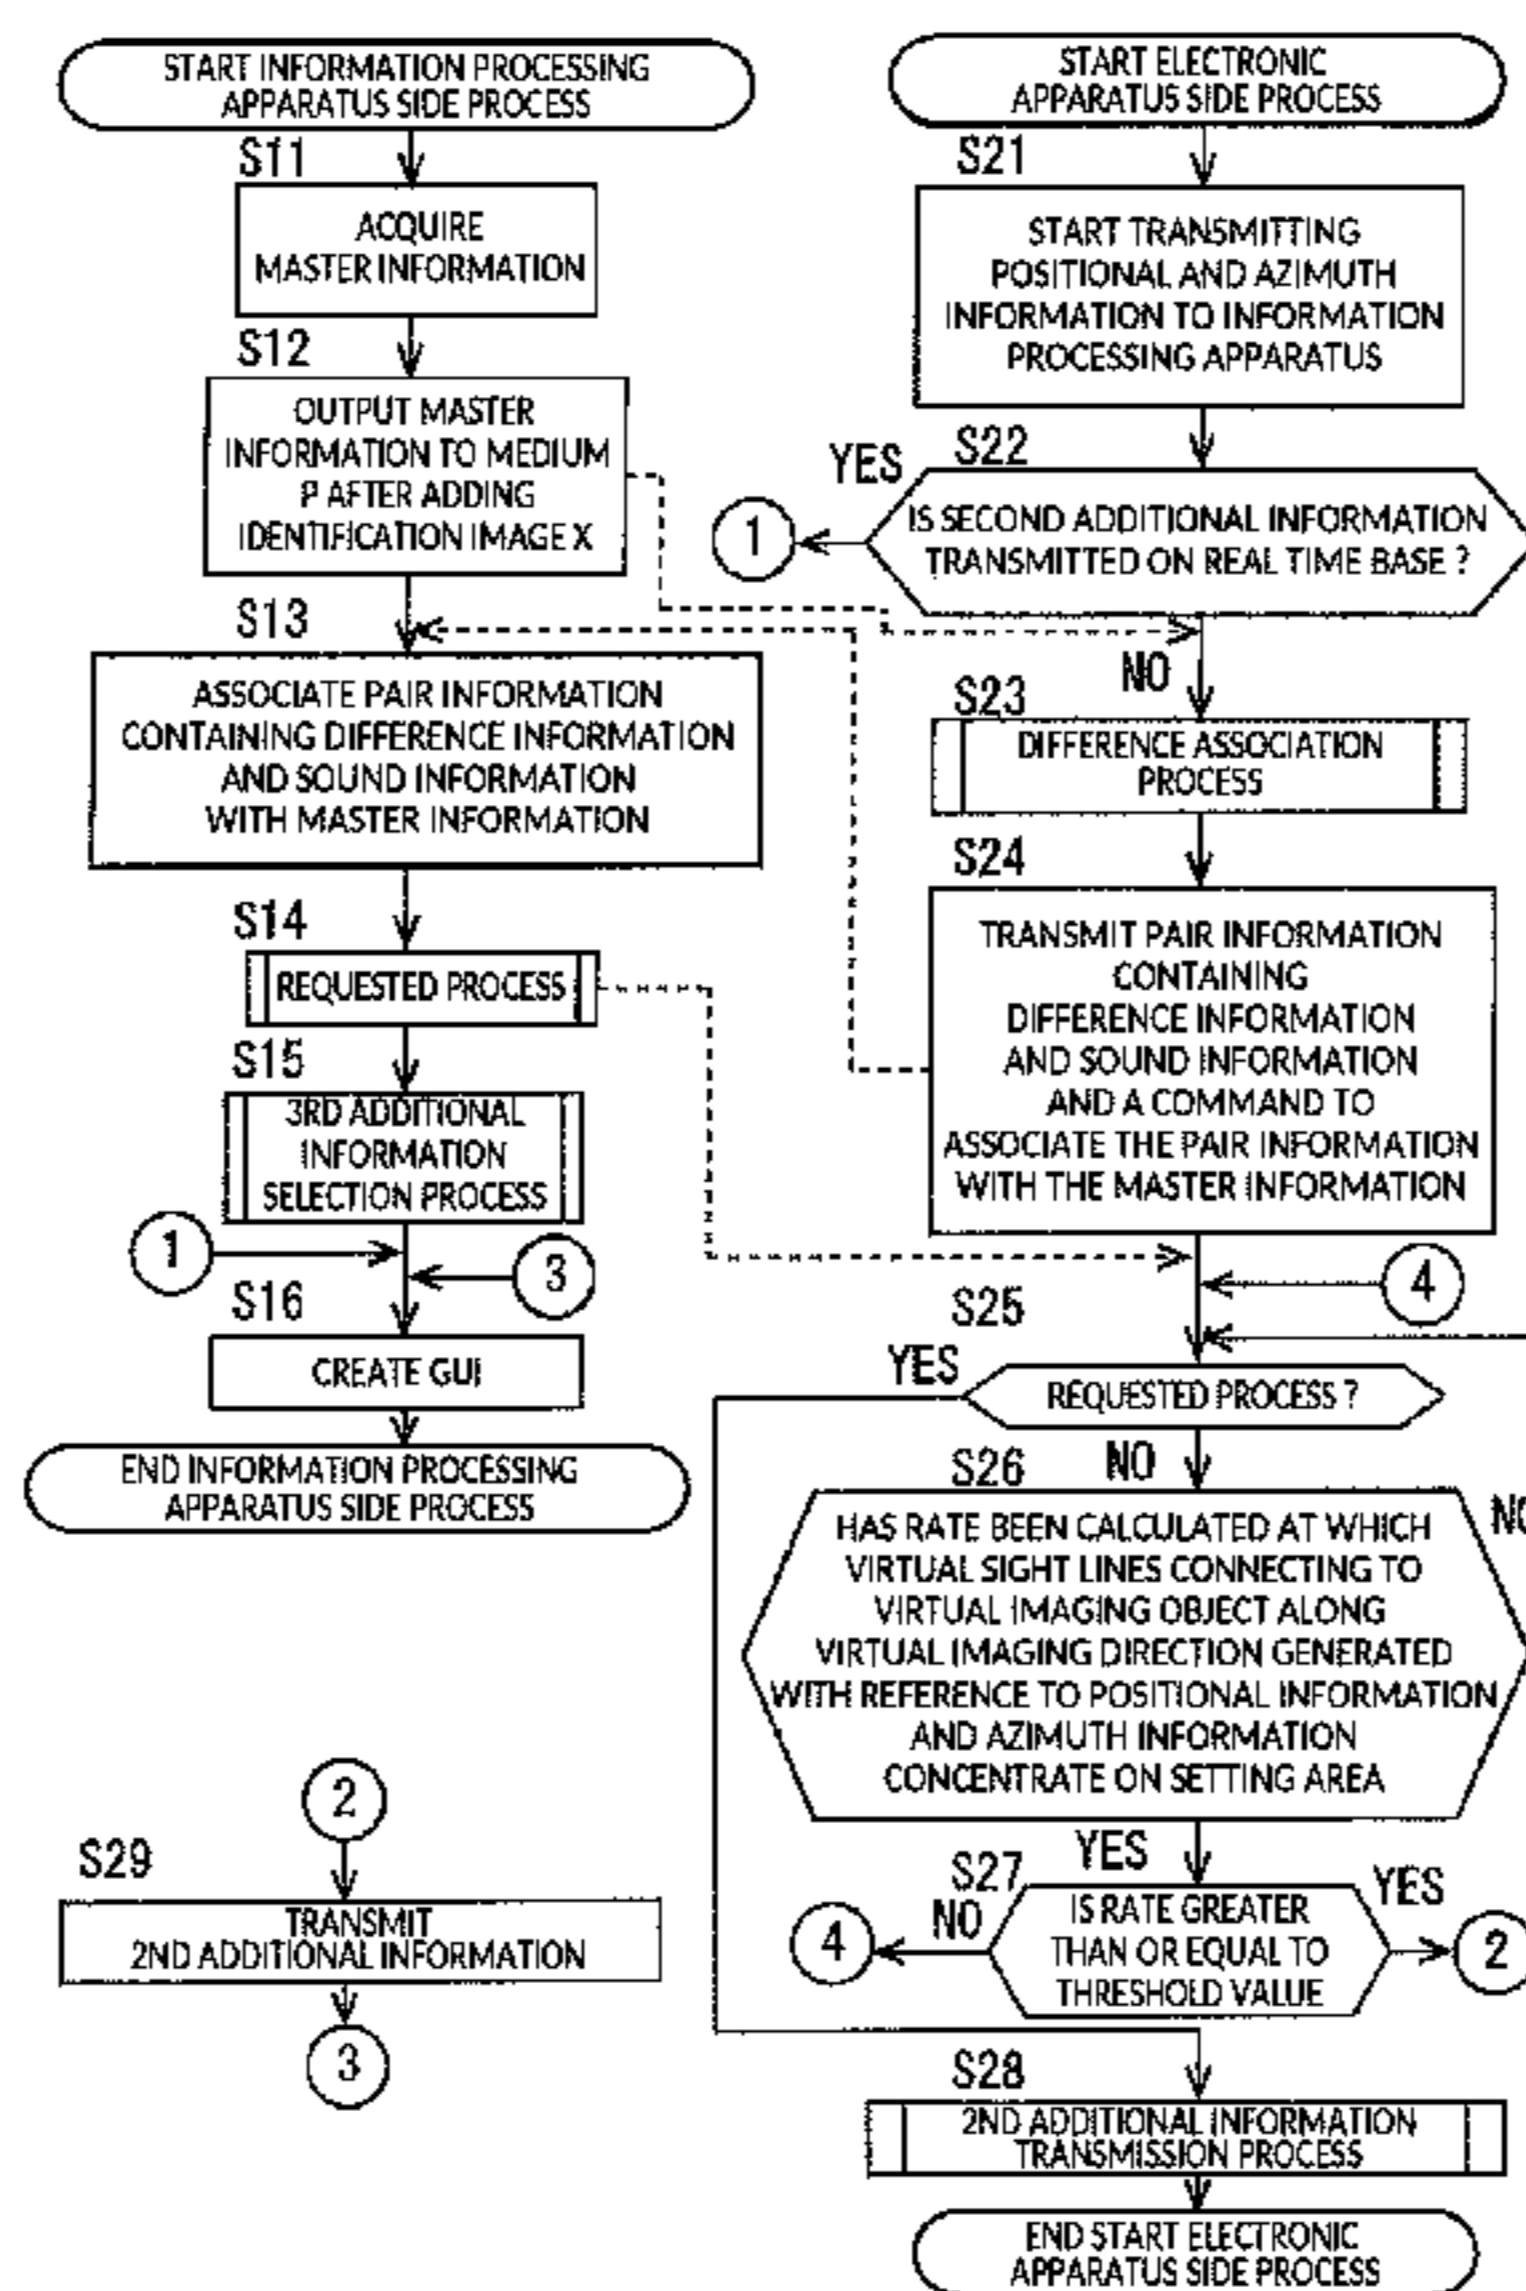 START INFORMATION PROCESSING
APPARATUS SIDE PROCESS
S11
ACQUIRE
MASTER INFORMATION
S12
OUTPUT MASTER
INFORMATION TO MEDIUM
P AFTER ADDING
IDENTIFICATION IMAGE X
S13
ASSOCIATE PAIR INFORMATION
CONTAINING DIFFERENCE INFORMATION
AND SOUND INFORMATION
WITH MASTER INFORMATION
S14
REQUESTED PROCESS
S15
3RD ADDITIONAL
INFORMATION
SELECTION PROCESS
1
3
S16
CREATE GUI
END INFORMATION PROCESSING
APPARATUS SIDE PROCESS
2
S29
TRANSMIT
2ND ADDITIONAL INFORMATION
3
START ELECTRONIC
APPARATUS SIDE PROCESS
S21
START TRANSMITTING
POSITIONAL AND AZIMUTH
INFORMATION TO INFORMATION
PROCESSING APPARATUS
YES
S22
1
IS SECOND ADDITIONAL INFORMATION
TRANSMITTED ON REAL TIME BASE ?
NO
S23
DIFFERENCE ASSOCIATION
PROCESS
S24
TRANSMIT PAIR INFORMATION
CONTAINING
DIFFERENCE INFORMATION
AND SOUND INFORMATION
AND A COMMAND TO
ASSOCIATE THE PAIR INFORMATION
WITH THE MASTER INFORMATION
4
S25
YES
REQUESTED PROCESS ?
S26
NO
NO
HAS RATE BEEN CALCULATED AT WHICH
VIRTUAL SIGHT LINES CONNECTING TO
VIRTUAL IMAGING OBJECT ALONG
VIRTUAL IMAGING DIRECTION GENERATED
WITH REFERENCE TO POSITIONAL INFORMATION
AND AZIMUTH INFORMATION
CONCENTRATE ON SETTING AREA
YES
S27
NO
YES
4
IS RATE GREATER
THAN OR EQUAL TO
THRESHOLD VALUE
2
S28
2ND ADDITIONAL INFORMATION
TRANSMISSION PROCESS
END START ELECTRONIC
APPARATUS SIDE PROCESS